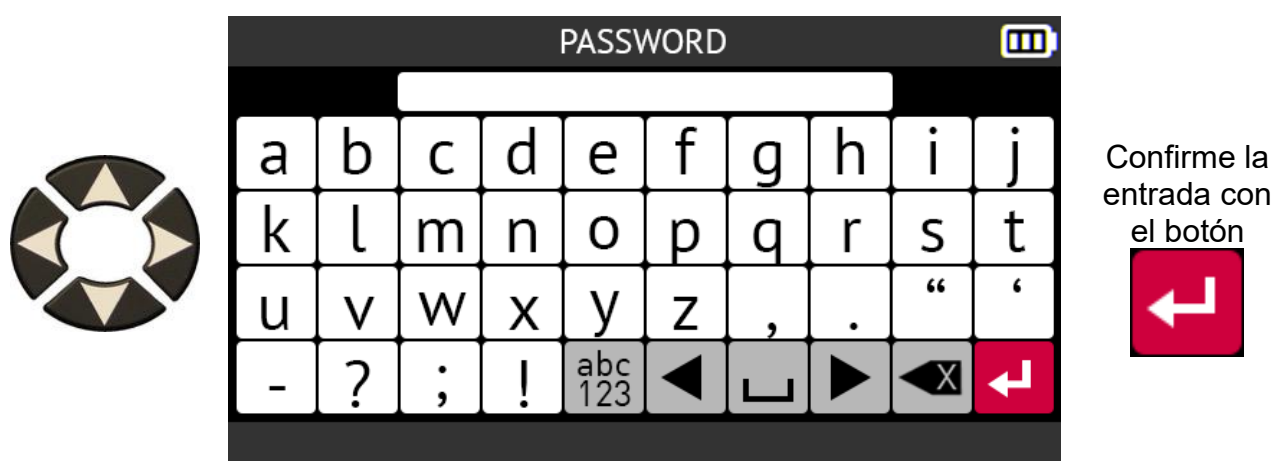 PASSWORD
a b c d e f g h i j
k l m n o p q r s t
u v w x y z , . “ ‘
- ? ; ! abc 123 X
Confirme la
entrada con
el botón